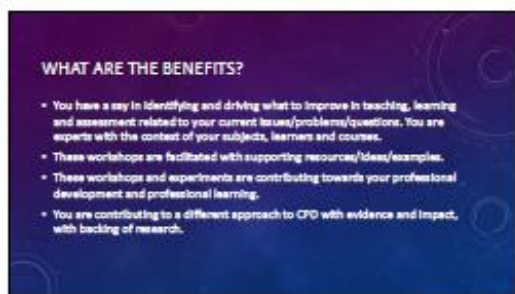 WHAT ARE THE BENEFITS?
• You have a say in identifying and driving what to improve in teaching, learning
and assessment related to your current issues/problems/questions. You are
experts with the context of your subjects, learners and courses.
• These workshops are facilitated with supporting resources/ideas/examples.
• These workshops and experiments are contributing towards your professional
development and professional learning.
• You are contributing to a different approach to CPD with evidence and impact,
with backing of research.